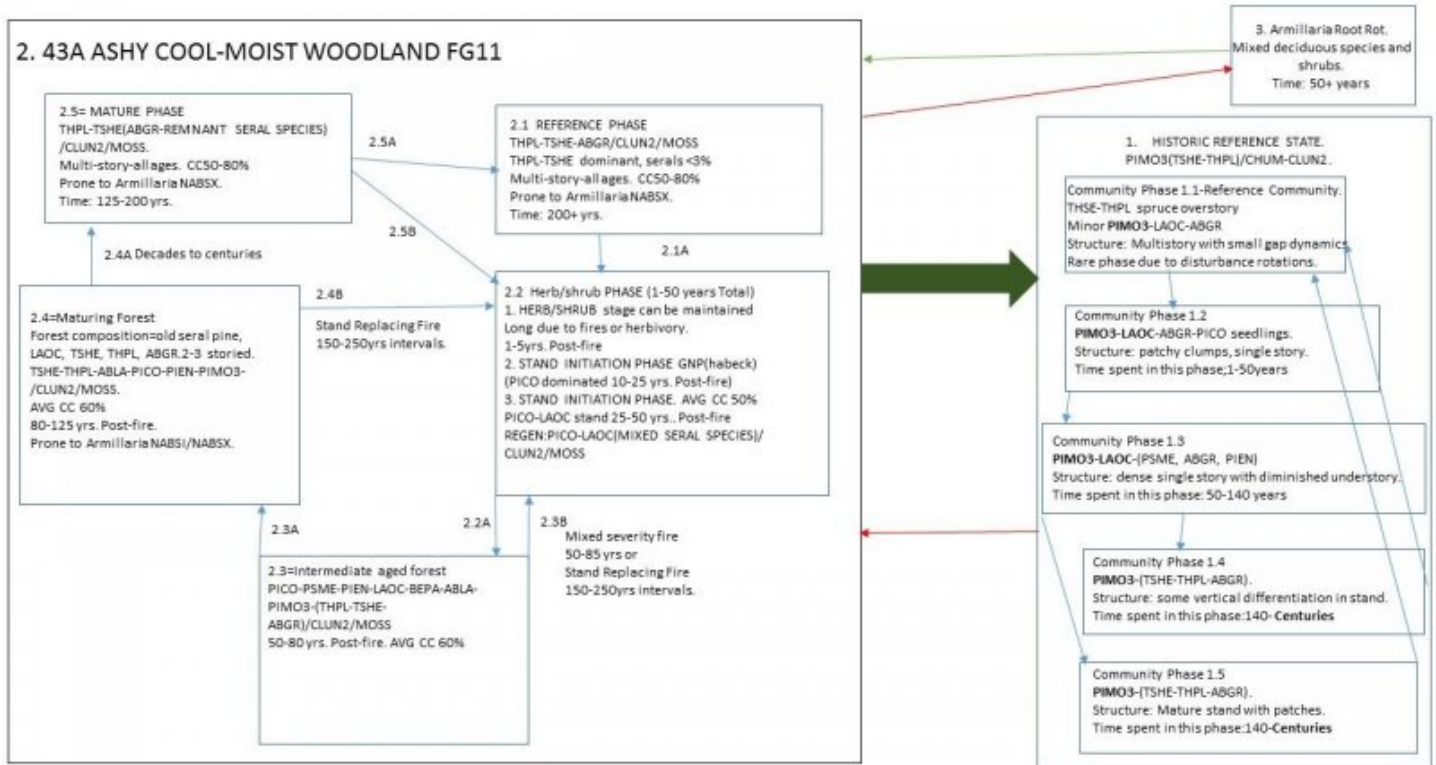 2. 43A ASHY COOL-MOIST WOODLAND FG11
2.5= MATURE PHASE
THPL-TSHE(ABGR-REMNANT SERAL SPECIES)
/CLUN2/MOSS.
Multi-story-allages. CC50-80%
Prone to Armillaria NABSX.
Time: 125-200 yrs.
2.5A
2.5B
2.1 REFERENCE PHASE
THPL-TSHE-ABGR/CLUN2/MOSS
THPL-TSHE dominant, serals <3%
Multi-story-allages. CC50-80%
Prone to Armillaria NABSX.
Time: 200+ yrs.
2.1A
2.4A Decades to centuries
2.4=Maturing Forest
Forest composition=old seral pine,
LAOC, TSHE, THPL, ABGR.2-3 storied.
TSHE-THPL-ABLA-PICO-PIEN-PIMO3-
/CLUN2/MOSS.
AVG CC 60%
80-125 yrs. Post-fire.
Prone to Armillaria NABSI/NABSX.
2.4B
Stand Replacing Fire
150-250yrs intervals.
2.2 Herb/shrub PHASE (1-50 years Total)
1. HERB/SHRUB stage can be maintained
Long due to fires or herbivory.
1-5yrs. Post-fire
2. STAND INITIATION PHASE GNP(habeck)
(PICO dominated 10-25 yrs. Post-fire)
3. STAND INITIATION PHASE. AVG CC 50%
PICO-LAOC stand 25-50 yrs.. Post-fire
REGEN:PICO-LAOC(MIXED SERAL SPECIES)/
CLUN2/MOSS
2.3A
2.2A
2.3B
Mixed severity fire
50-85 yrs or
Stand Replacing Fire
150-250yrs intervals.
2.3=Intermediate aged forest
PICO-PSME-PIEN-LAOC-BEPA-ABLA-
PIMO3-(THPL-TSHE-
ABGR)/CLUN2/MOSS
50-80 yrs. Post-fire. AVG CC 60%
3. Armillaria Root Rot.
Mixed deciduous species and
shrubs.
Time: 50+ years
1. HISTORIC REFERENCE STATE.
PIMO3(TSHE-THPL)/CHUM-CLUN2.
Community Phase 1.1-Reference Community.
THSE-THPL spruce overstory
Minor PIMO3-LAOC-ABGR
Structure: Multistory with small gap dynamics
Rare phase due to disturbance rotations.
Community Phase 1.2
PIMO3-LAOC-ABGR-PICO seedlings.
Structure: patchy clumps, single story.
Time spent in this phase;1-50years
Community Phase 1.3
PIMO3-LAOC-(PSME, ABGR, PIEN)
Structure: dense single story with diminished understory.
Time spent in this phase: 50-140 years
Community Phase 1.4
PIMO3-(TSHE-THPL-ABGR).
Structure: some vertical differentiation in stand.
Time spent in this phase:140- Centuries
Community Phase 1.5
PIMO3-(TSHE-THPL-ABGR).
Structure: Mature stand with patches.
Time spent in this phase:140-Centuries